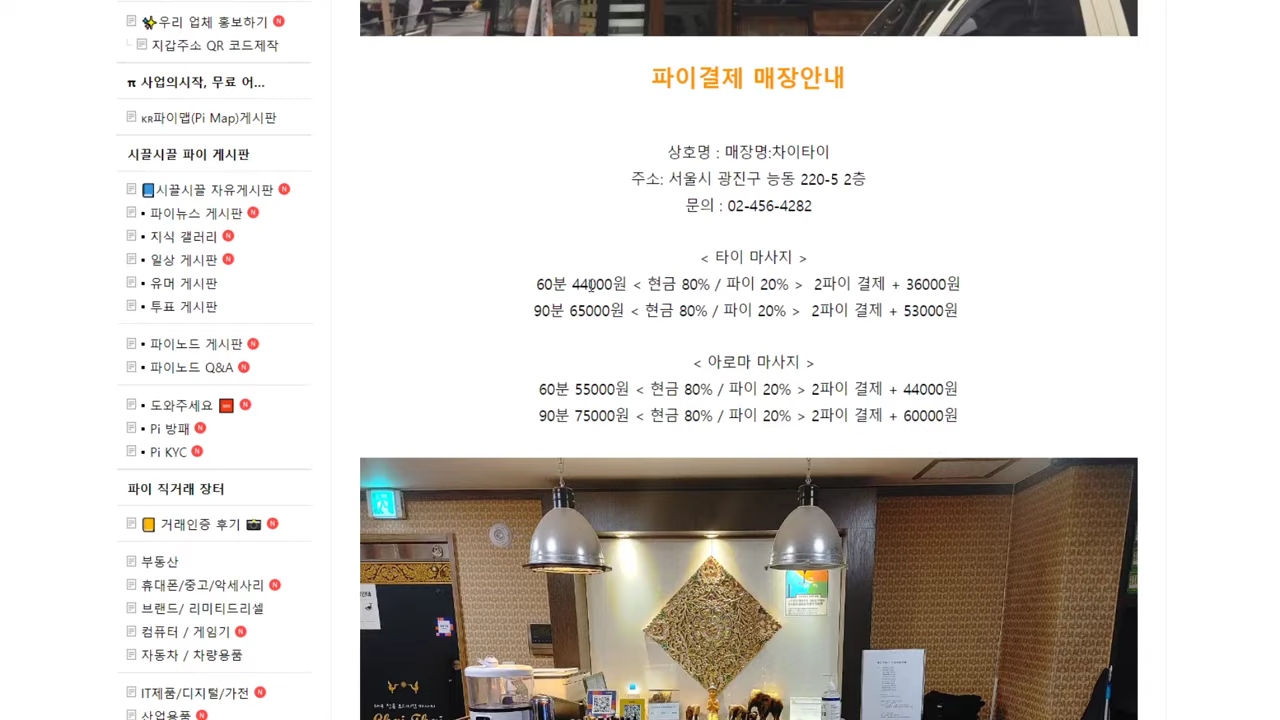 우리 업체 홍보하기 N
지갑주소 QR 코드제작
π 사업의시작, 무료 어...
KR파이맵(Pi Map)게시판
시끌시끌 파이 게시판
시끌시끌 자유게시판 N
▪ 파이뉴스 게시판 N
▪ 지식 갤러리 N
▪ 일상 게시판 N
▪ 유머 게시판
▪ 투표 게시판
▪ 파이노드 게시판 N
▪ 파이노드 Q&A N
▪ 도와주세요 N
▪ Pi 방패 N
▪ Pi KYC N
파이 직거래 장터
거래인증 후기 N
부동산
휴대폰/중고/악세사리 N
브랜드/ 리미티드리셀
컴퓨터 / 게임기 N
자동차 / 차량용품
IT제품/디지털/가전 N
산업용품 N
파이결제 매장안내
상호명 : 매장명:차이타이
주소: 서울시 광진구 능동 220-5 2층
문의 : 02-456-4282
< 타이 마사지 >
60분 44000원 < 현금 80% / 파이 20% > 2파이 결제 + 36000원
90분 65000원 < 현금 80% / 파이 20% > 2파이 결제 + 53000원
< 아로마 마사지 >
60분 55000원 < 현금 80% / 파이 20% > 2파이 결제 + 44000원
90분 75000원 < 현금 80% / 파이 20% > 2파이 결제 + 60000원
Chai Thai